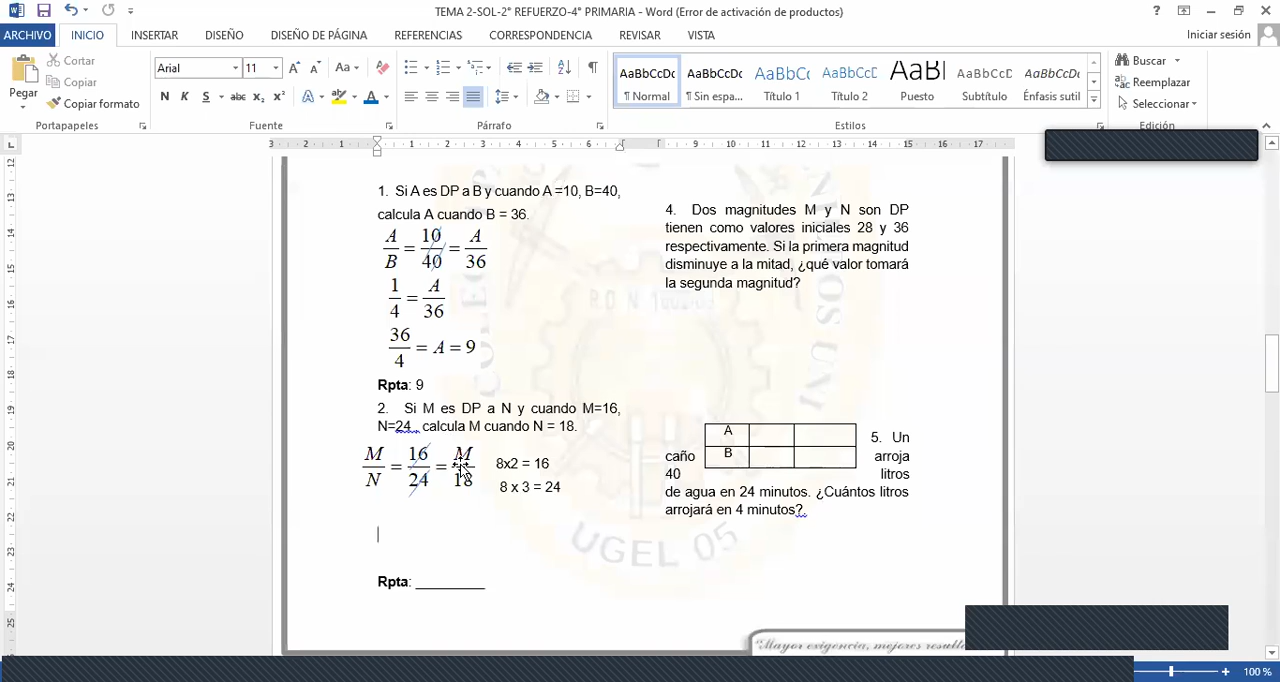 TEMA 2-SOL-2° REFUERZO-4° PRIMARIA - Word (Error de activación de productos)
ARCHIVO INICIO INSERTAR DISEÑO DISEÑO DE PÁGINA REFERENCIAS CORRESPONDENCIA REVISAR VISTA Iniciar sesión
Pegar
Cortar
Copiar
Copiar formato
Portapapeles
Arial 11
Fuente
Párrafo
AaBbCcDc AaBbCcDc AaBbCc AaBbCc AaBl AaBbCcD AaBbCcDc
¶ Normal ¶ Sin espa... Título 1 Título 2 Puesto Subtítulo Énfasis sutil
Estilos
Buscar
Reemplazar
Seleccionar
Edición
1. Si A es DP a B y cuando A =10, B=40,
calcula A cuando B = 36.
A/B = 10/40 = A/36
1/4 = A/36
36/4 = A = 9
Rpta: 9
2. Si M es DP a N y cuando M=16,
N=24 calcula M cuando N = 18.
M/N = 16/24 = M/18
8x2 = 16
8 x 3 = 24
Rpta:
4. Dos magnitudes M y N son DP
tienen como valores iniciales 28 y 36
respectivamente. Si la primera magnitud
disminuye a la mitad, ¿qué valor tomará
la segunda magnitud?
A
B
5. Un
caño arroja
40 litros
de agua en 24 minutos. ¿Cuántos litros
arrojará en 4 minutos?
UGEL 05
"Mayor exigencia, mejores result
100 %